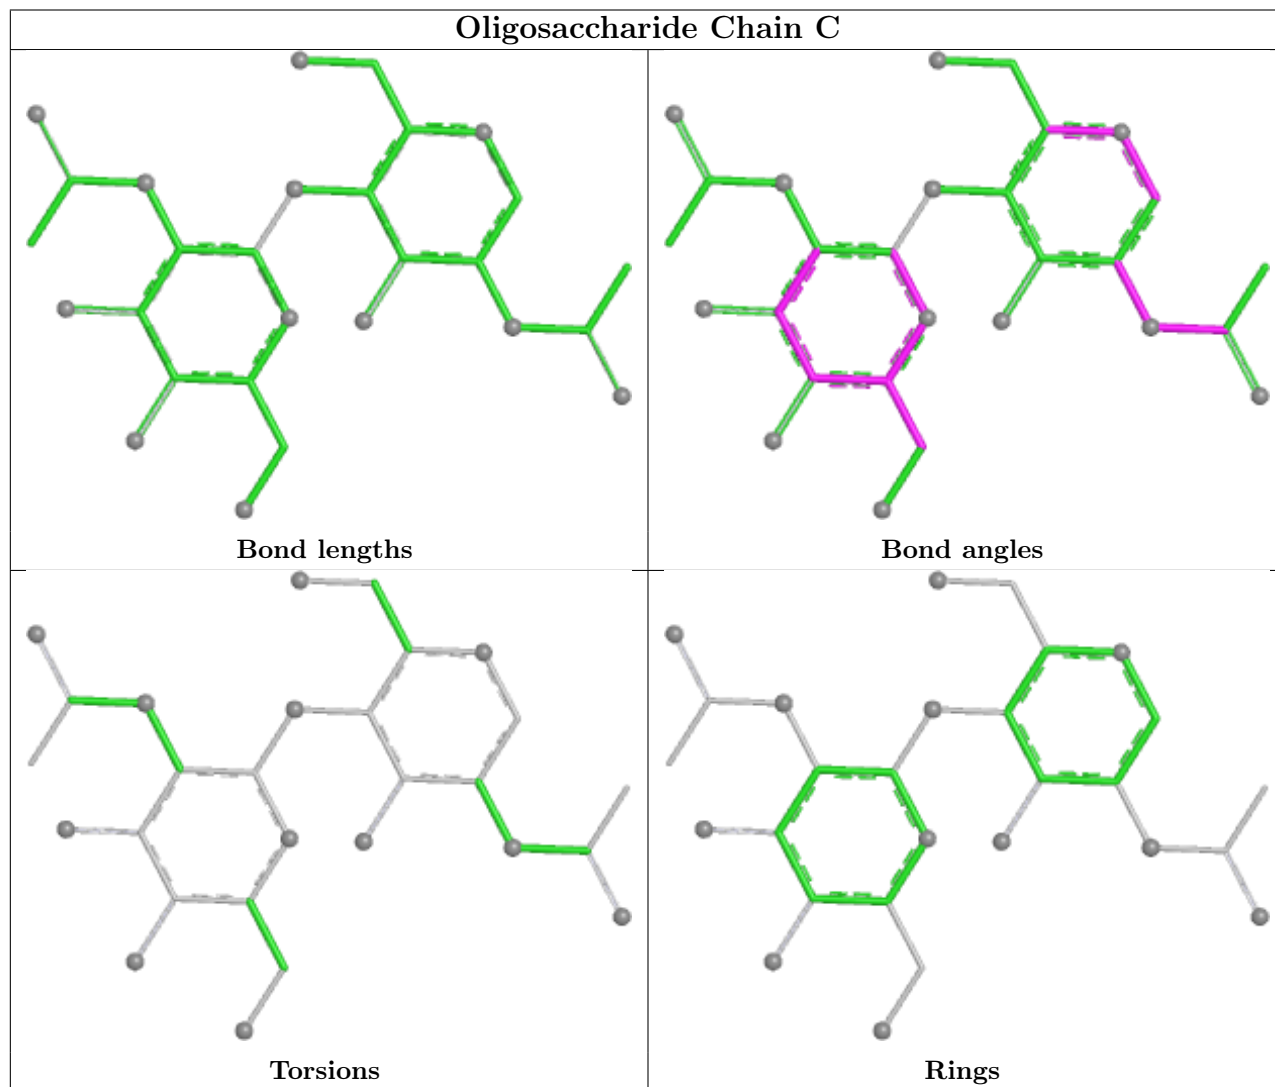 Oligosaccharide Chain C
Bond lengths
Bond angles
Torsions
Rings